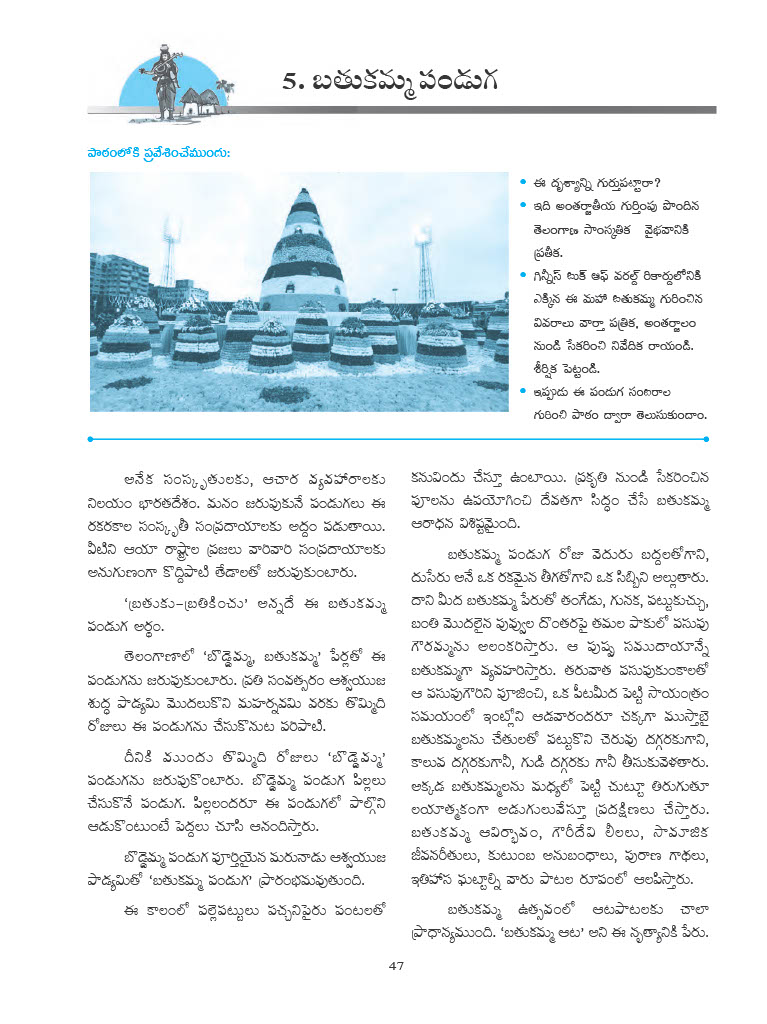 5. బతుకమ్మ పండుగ
పాఠంలోకి ప్రవేశించేముందు:
• ఈ దృశ్యాన్ని గుర్తుపట్టారా?
• ఇది అంతర్జాతీయ గుర్తింపు పొందిన
తెలంగాణ సాంస్కృతిక వైభవానికి
ప్రతీక.
• గిన్నీస్ బుక్ ఆఫ్ వరల్డ్ రికార్డులోనికి
ఎక్కిన ఈ మహా బతుకమ్మ గురించిన
వివరాలు వార్తా పత్రిక, అంతర్జాలం
నుండి సేకరించి నివేదిక రాయండి.
శీర్షిక పెట్టండి.
• ఇప్పుడు ఈ పండుగ సంబరాల
గురించి పాఠం ద్వారా తెలుసుకుందాం.
అనేక సంస్కృతులకు, ఆచార వ్యవహారాలకు
నిలయం భారతదేశం. మనం జరుపుకునే పండుగలు ఈ
రకరకాల సంస్కృతీ సంప్రదాయాలకు అద్దం పడుతాయి.
వీటిని ఆయా రాష్ట్రాల ప్రజలు వారివారి సంప్రదాయాలకు
అనుగుణంగా కొద్దిపాటి తేడాలతో జరుపుకుంటారు.
‘బ్రతుకు–బ్రతికించు’ అన్నదే ఈ బతుకమ్మ
పండుగ అర్థం.
తెలంగాణాలో ‘బొడ్డెమ్మ, బతుకమ్మ’ పేర్లతో ఈ
పండుగను జరుపుకుంటారు. ప్రతి సంవత్సరం ఆశ్వయుజ
శుద్ధ పాడ్యమి మొదలుకొని మహర్నవమి వరకు తొమ్మిది
రోజులు ఈ పండుగను చేసుకొనుట పరిపాటి.
దీనికి ముందు తొమ్మిది రోజులు ‘బొడ్డెమ్మ’
పండుగను జరుపుకొంటారు. బొడ్డెమ్మ పండుగ పిల్లలు
చేసుకొనే పండుగ. పిల్లలందరూ ఈ పండుగలో పాల్గొని
ఆడుకొంటుంటే పెద్దలు చూసి ఆనందిస్తారు.
బొడ్డెమ్మ పండుగ పూర్తియైన మరునాడు ఆశ్వయుజ
పాడ్యమితో ‘బతుకమ్మ పండుగ’ ప్రారంభమవుతుంది.
ఈ కాలంలో పల్లెపట్టులు పచ్చనిపైరు పంటలతో
కనువిందు చేస్తూ ఉంటాయి. ప్రకృతి నుండి సేకరించిన
పూలను ఉపయోగించి దేవతగా సిద్ధం చేసే బతుకమ్మ
ఆరాధన విశిష్టమైంది.
బతుకమ్మ పండుగ రోజు వెదురు బద్దలతోగాని,
దుసేరు అనే ఒక రకమైన తీగతోగాని ఒక సిబ్బిని అల్లుతారు.
దాని మీద బతుకమ్మ పేరుతో తంగేడు, గునక, పట్టుకుచ్చు,
బంతి మొదలైన పువ్వుల దొంతరపై తమల పాకులో పసుపు
గౌరమ్మను అలంకరిస్తారు. ఆ పుష్ప సముదాయాన్నే
బతుకమ్మగా వ్యవహరిస్తారు. తరువాత పసుపుకుంకాలతో
ఆ పసుపుగౌరిని పూజించి, ఒక పీటమీద పెట్టి సాయంత్రం
సమయంలో ఇంట్లోని ఆడవారందరూ చక్కగా ముస్తాబై
బతుకమ్మలను చేతులతో పట్టుకొని చెరువు దగ్గరకుగాని,
కాలువ దగ్గరకుగానీ, గుడి దగ్గరకు గానీ తీసుకువెళతారు.
అక్కడ బతుకమ్మలను మధ్యలో పెట్టి చుట్టూ తిరుగుతూ
లయాత్మకంగా అడుగులువేస్తూ ప్రదక్షిణలు చేస్తారు.
బతుకమ్మ ఆవిర్భావం, గౌరీదేవి లీలలు, సామాజిక
జీవనరీతులు, కుటుంబ అనుబంధాలు, పురాణ గాథలు,
ఇతిహాస ఘట్టాల్ని వారు పాటల రూపంలో ఆలపిస్తారు.
బతుకమ్మ ఉత్సవంలో ఆటపాటలకు చాలా
ప్రాధాన్యముంది. ‘బతుకమ్మ ఆట’ అని ఈ నృత్యానికి పేరు.
47